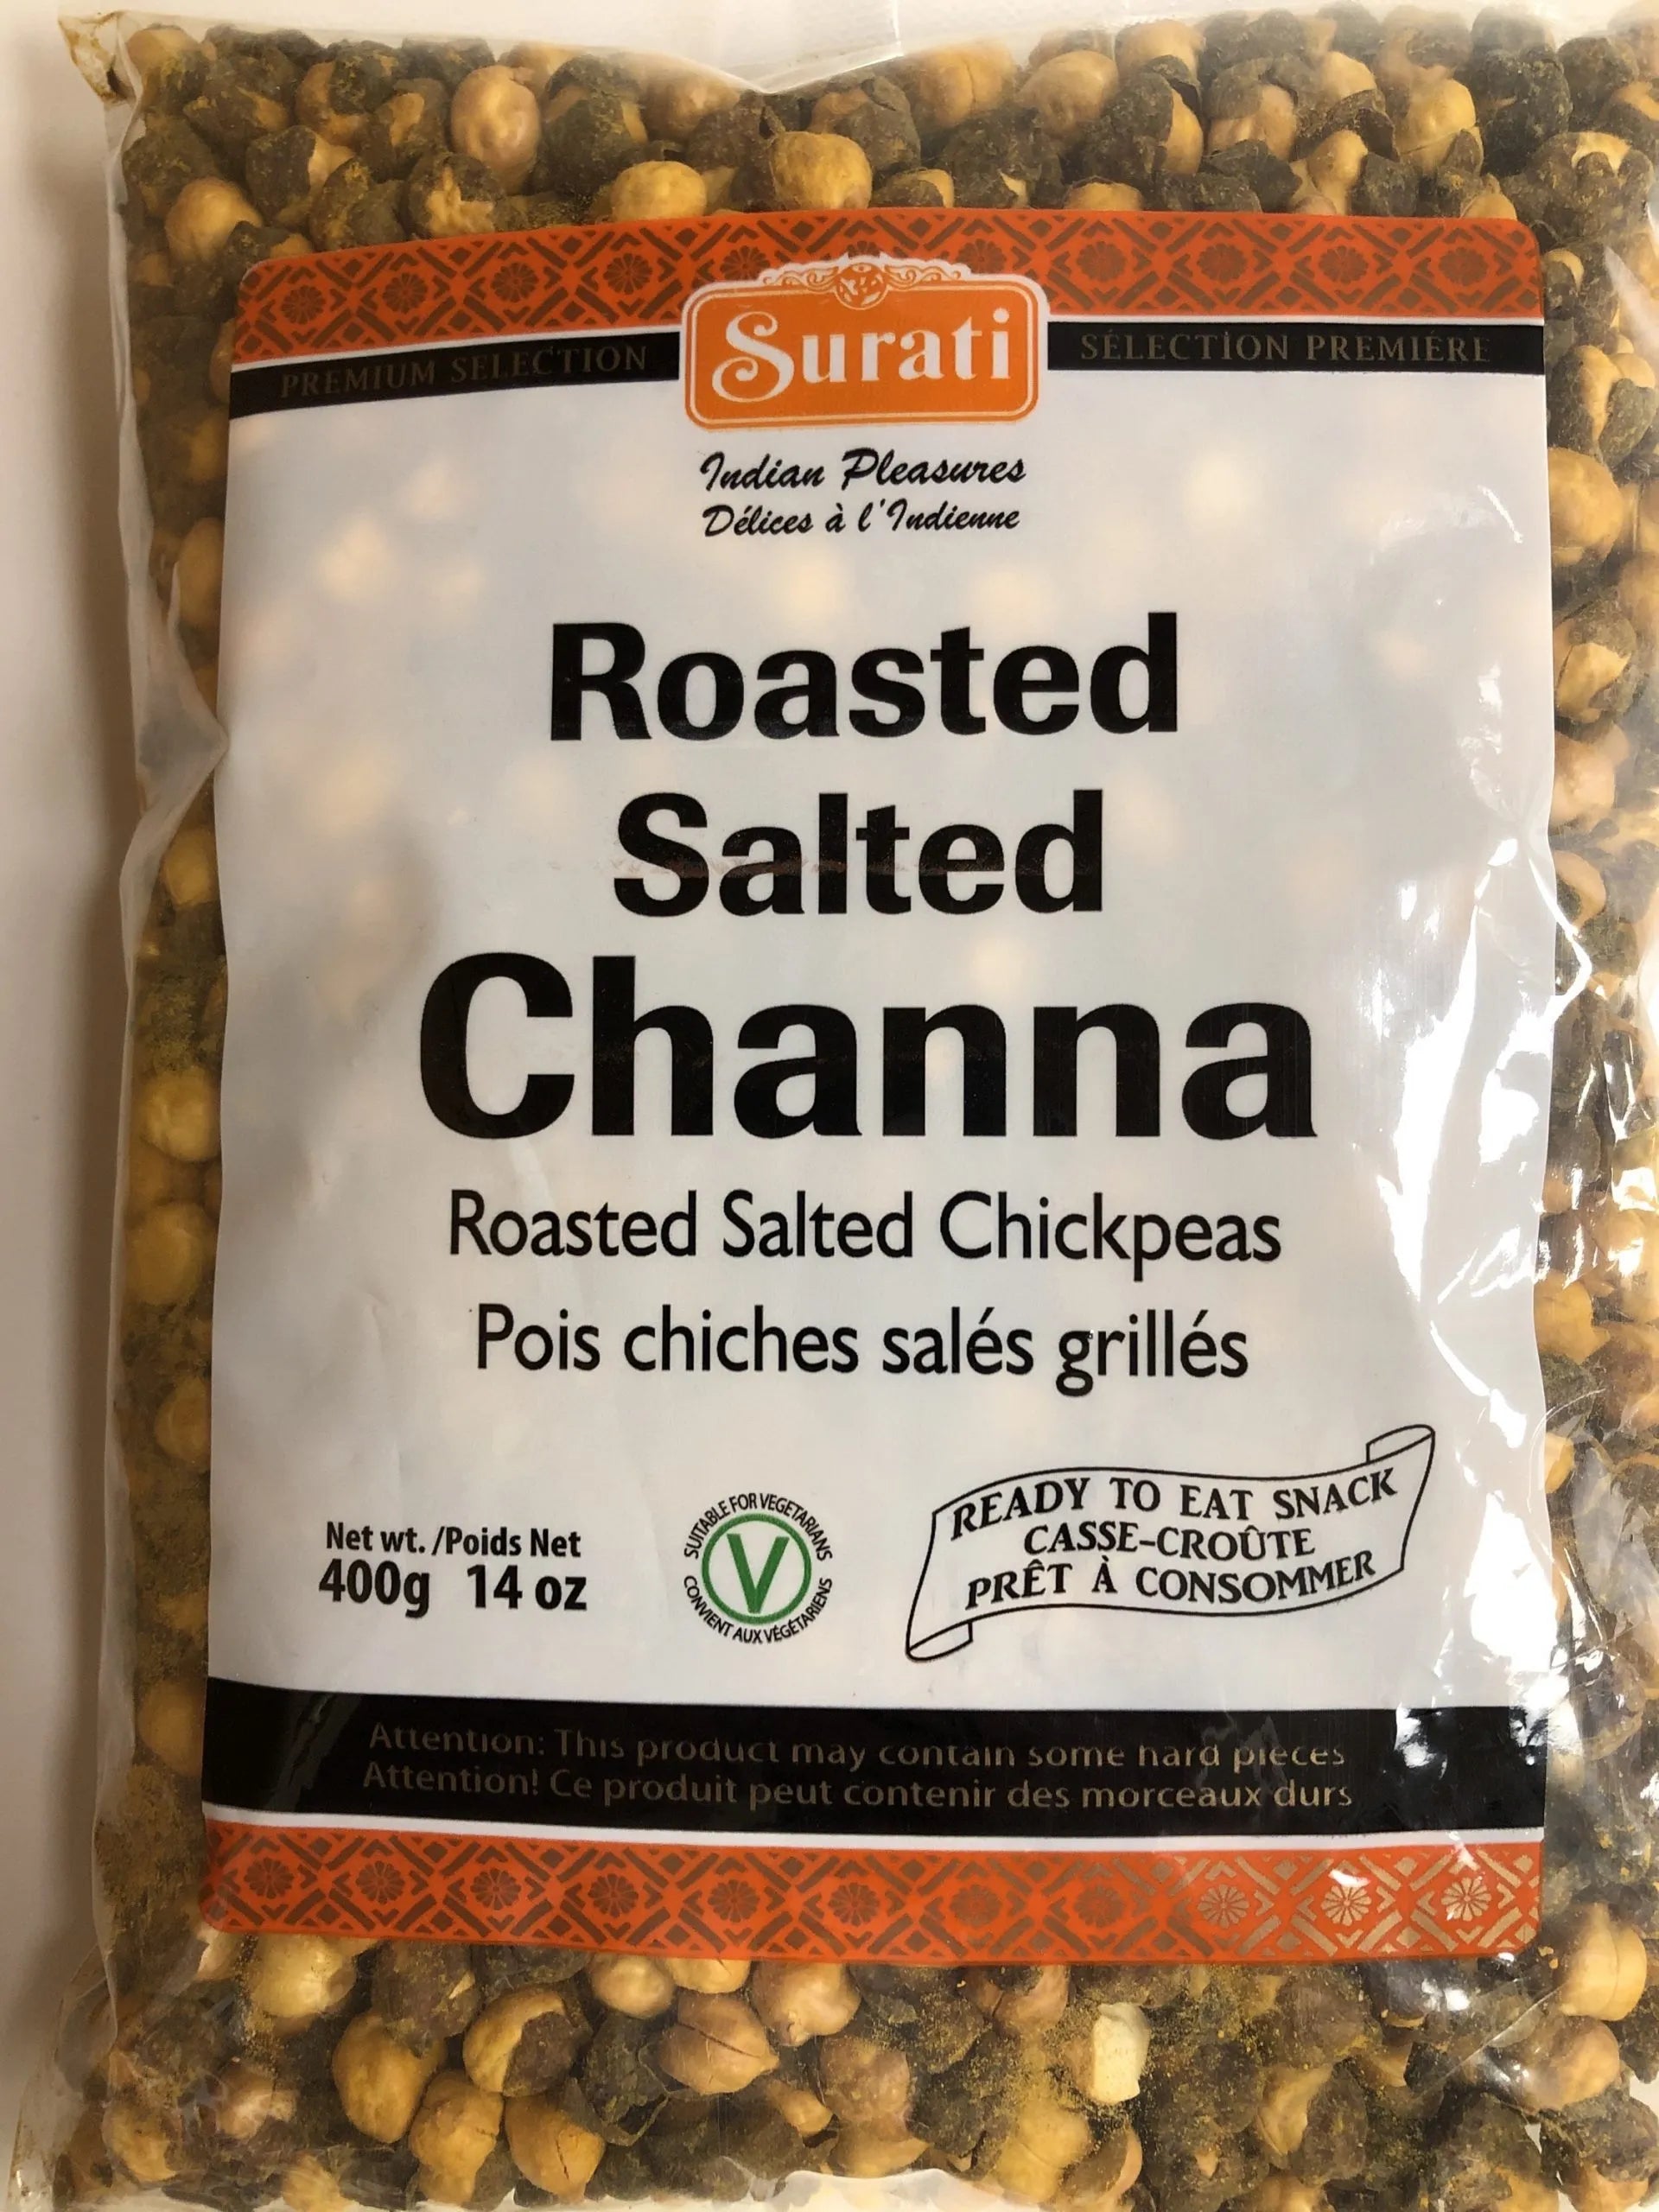 PREMIUM SELECTION
Surati
SÉLECTION PREMIÈRE
Indian Pleasures
Délices à l'Indienne
Roasted
Salted
Channa
Roasted Salted Chickpeas
Pois chiches salés grillés
Net wt. /Poids Net
400g 14 oz
SUITABLE FOR VEGETARIANS
V
CONVIENT AUX VÉGÉTARIENS
READY TO EAT SNACK
CASSE-CROÛTE
PRÊT À CONSOMMER
Attention: This product may contain some hard pieces
Attention! Ce produit peut contenir des morceaux durs